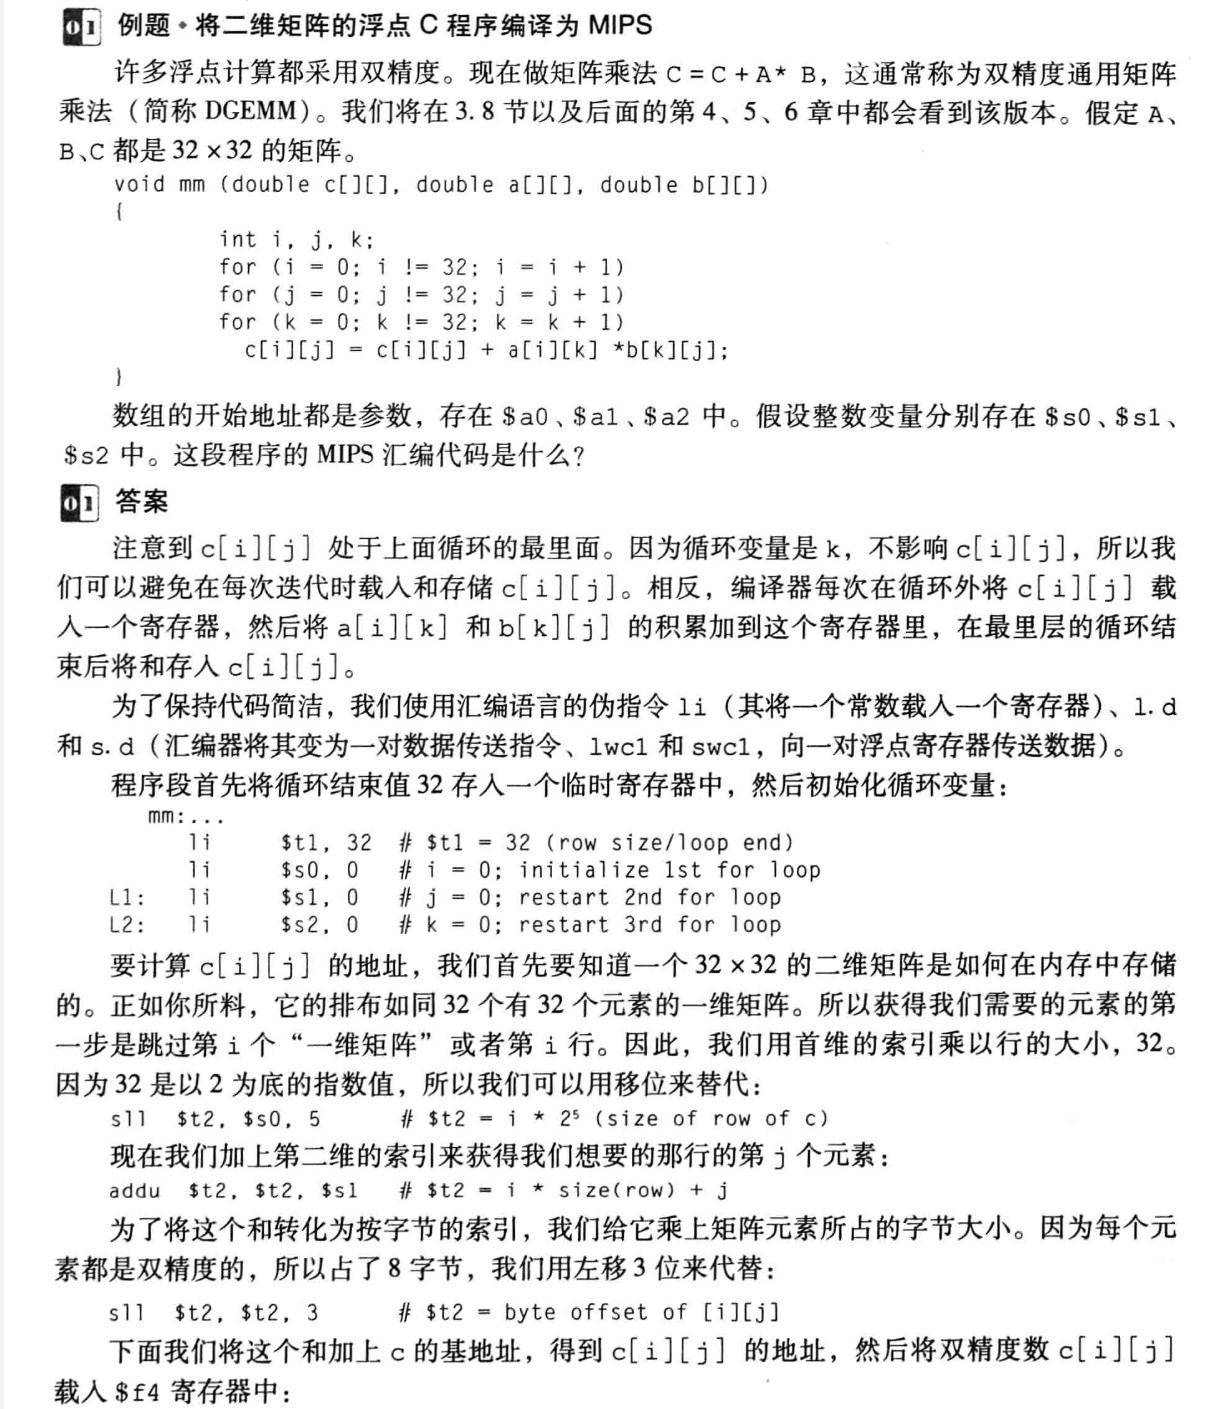 01 例题·将二维矩阵的浮点 C 程序编译为 MIPS
许多浮点计算都采用双精度。现在做矩阵乘法 C = C + A* B，这通常称为双精度通用矩阵
乘法（简称 DGEMM）。我们将在 3.8 节以及后面的第 4、5、6 章中都会看到该版本。假定 A、
B、C 都是 32 × 32 的矩阵。
void mm (double c[][], double a[][], double b[][])
{
int i, j, k;
for (i = 0; i != 32; i = i + 1)
for (j = 0; j != 32; j = j + 1)
for (k = 0; k != 32; k = k + 1)
c[i][j] = c[i][j] + a[i][k] *b[k][j];
}
数组的开始地址都是参数，存在 $a0、$a1、$a2 中。假设整数变量分别存在 $s0、$s1、
$s2 中。这段程序的 MIPS 汇编代码是什么？
01 答案
注意到 c[i][j] 处于上面循环的最里面。因为循环变量是 k，不影响 c[i][j]，所以我
们可以避免在每次迭代时载入和存储 c[i][j]。相反，编译器每次在循环外将 c[i][j] 载
入一个寄存器，然后将 a[i][k] 和 b[k][j] 的积累加到这个寄存器里，在最里层的循环结
束后将和存入 c[i][j]。
为了保持代码简洁，我们使用汇编语言的伪指令 li（其将一个常数载入一个寄存器）、l.d
和 s.d（汇编器将其变为一对数据传送指令、lwc1 和 swc1，向一对浮点寄存器传送数据）。
程序段首先将循环结束值 32 存入一个临时寄存器中，然后初始化循环变量：
mm:...
li $t1, 32 # $t1 = 32 (row size/loop end)
li $s0, 0 # i = 0; initialize 1st for loop
L1: li $s1, 0 # j = 0; restart 2nd for loop
L2: li $s2, 0 # k = 0; restart 3rd for loop
要计算 c[i][j] 的地址，我们首先要知道一个 32 × 32 的二维矩阵是如何在内存中存储
的。正如你所料，它的排布如同 32 个有 32 个元素的一维矩阵。所以获得我们需要的元素的第
一步是跳过第 i 个“一维矩阵”或者第 i 行。因此，我们用首维的索引乘以行的大小，32。
因为 32 是以 2 为底的指数值，所以我们可以用移位来替代：
sll $t2, $s0, 5 # $t2 = i * 2⁵ (size of row of c)
现在我们加上第二维的索引来获得我们想要的那行的第 j 个元素：
addu $t2, $t2, $s1 # $t2 = i * size(row) + j
为了将这个和转化为按字节的索引，我们给它乘上矩阵元素所占的字节大小。因为每个元
素都是双精度的，所以占了 8 字节，我们用左移 3 位来代替：
sll $t2, $t2, 3 # $t2 = byte offset of [i][j]
下面我们将这个和加上 c 的基地址，得到 c[i][j] 的地址，然后将双精度数 c[i][j]
载入 $f4 寄存器中：